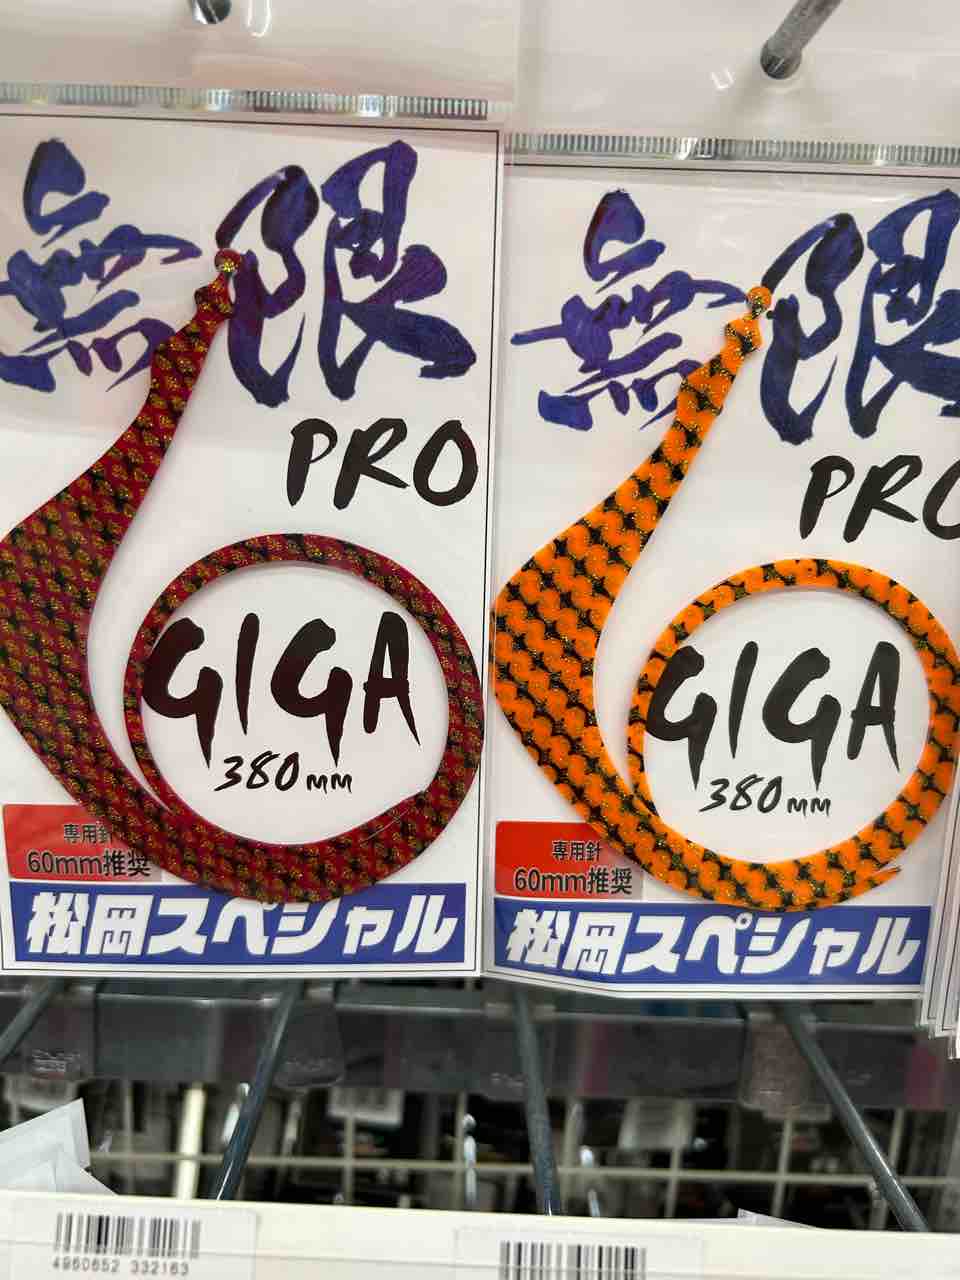 無限
PRO
GIGA
380mm
専用針
60mm推奨
松岡スペシャル
無限
PRO
GIGA
380mm
専用針
60mm推奨
松岡スペシャル
4960652 332163